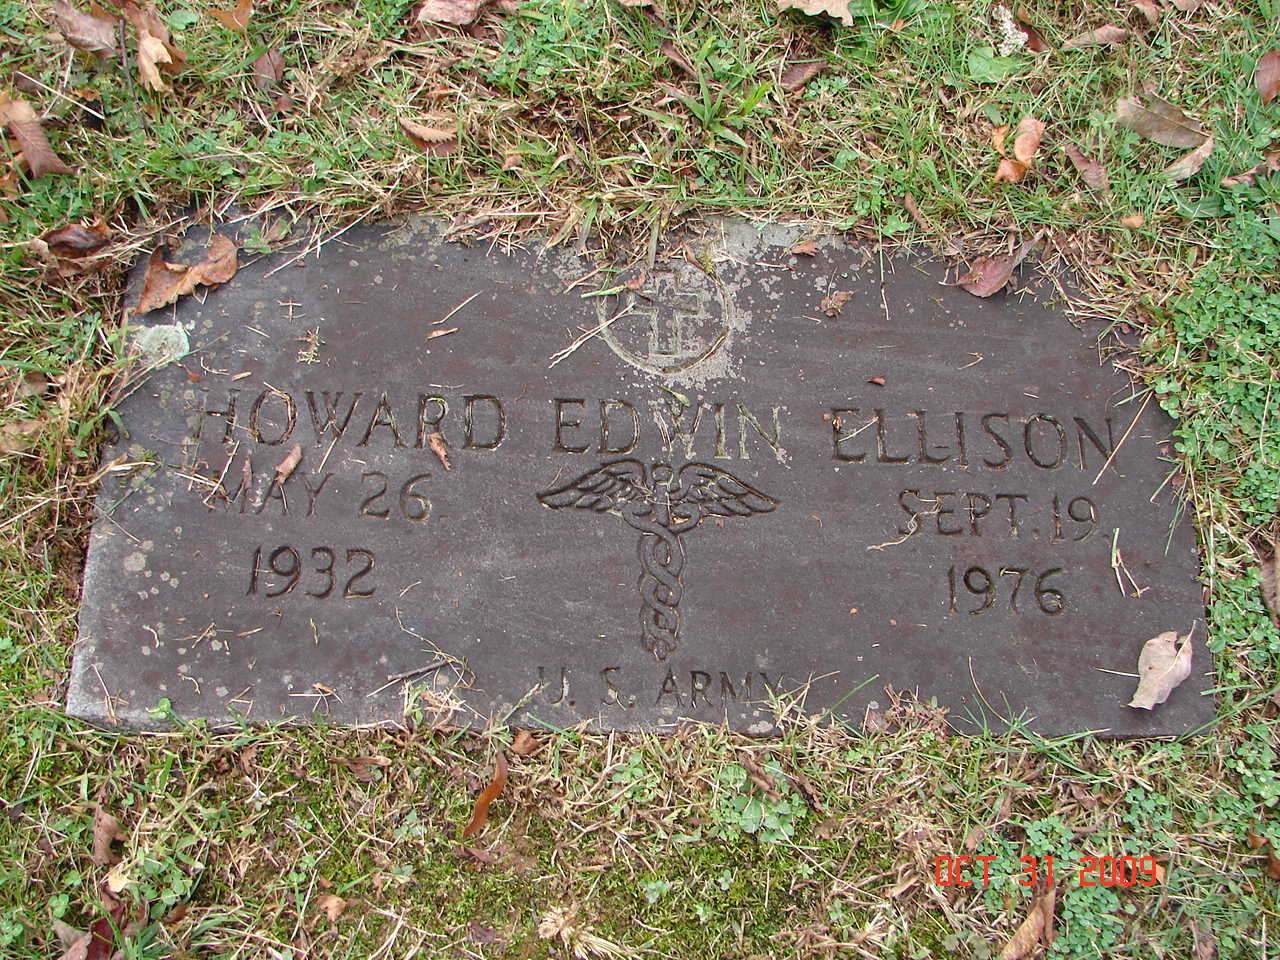 HOWARD EDWIN ELLISON
MAY 26 SEPT. 19.
1932 1976
U. S. ARMY
OCT 31 2009